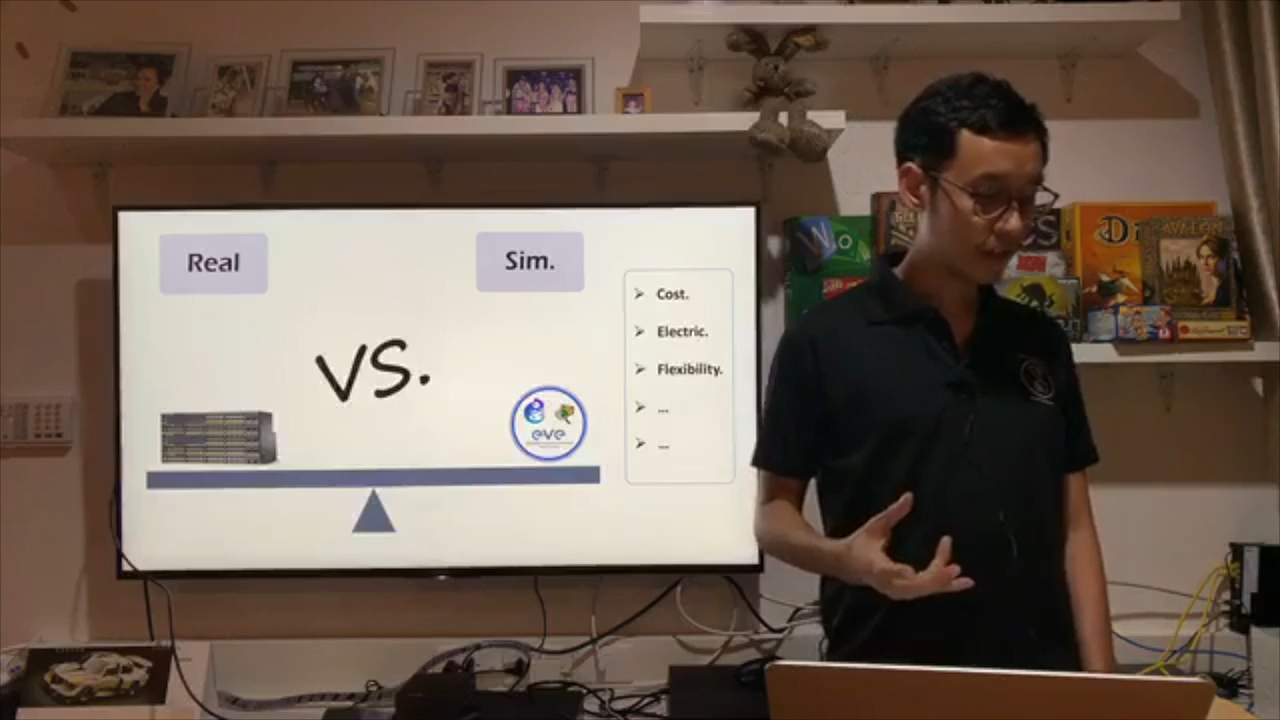 Real
Sim.
VS.
eve
➢ Cost.
➢ Electric.
➢ Flexibility.
➢ ...
➢ ...
AVALON